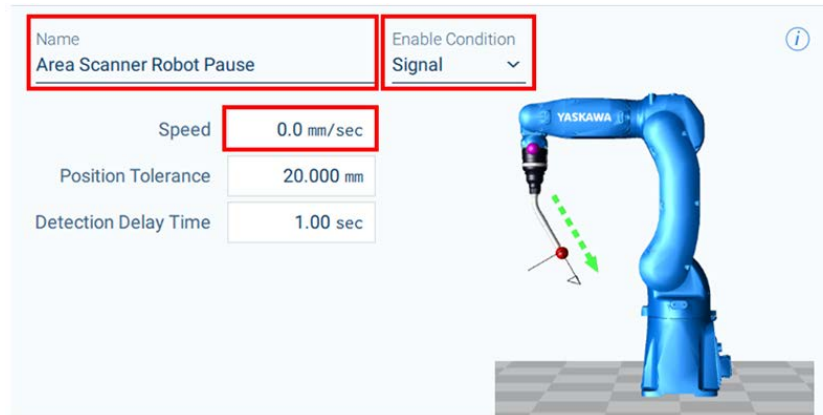 Name
Area Scanner Robot Pause
Enable Condition
Signal
i
Speed
0.0 mm/sec
Position Tolerance
20.000 mm
Detection Delay Time
1.00 sec
YASKAWA